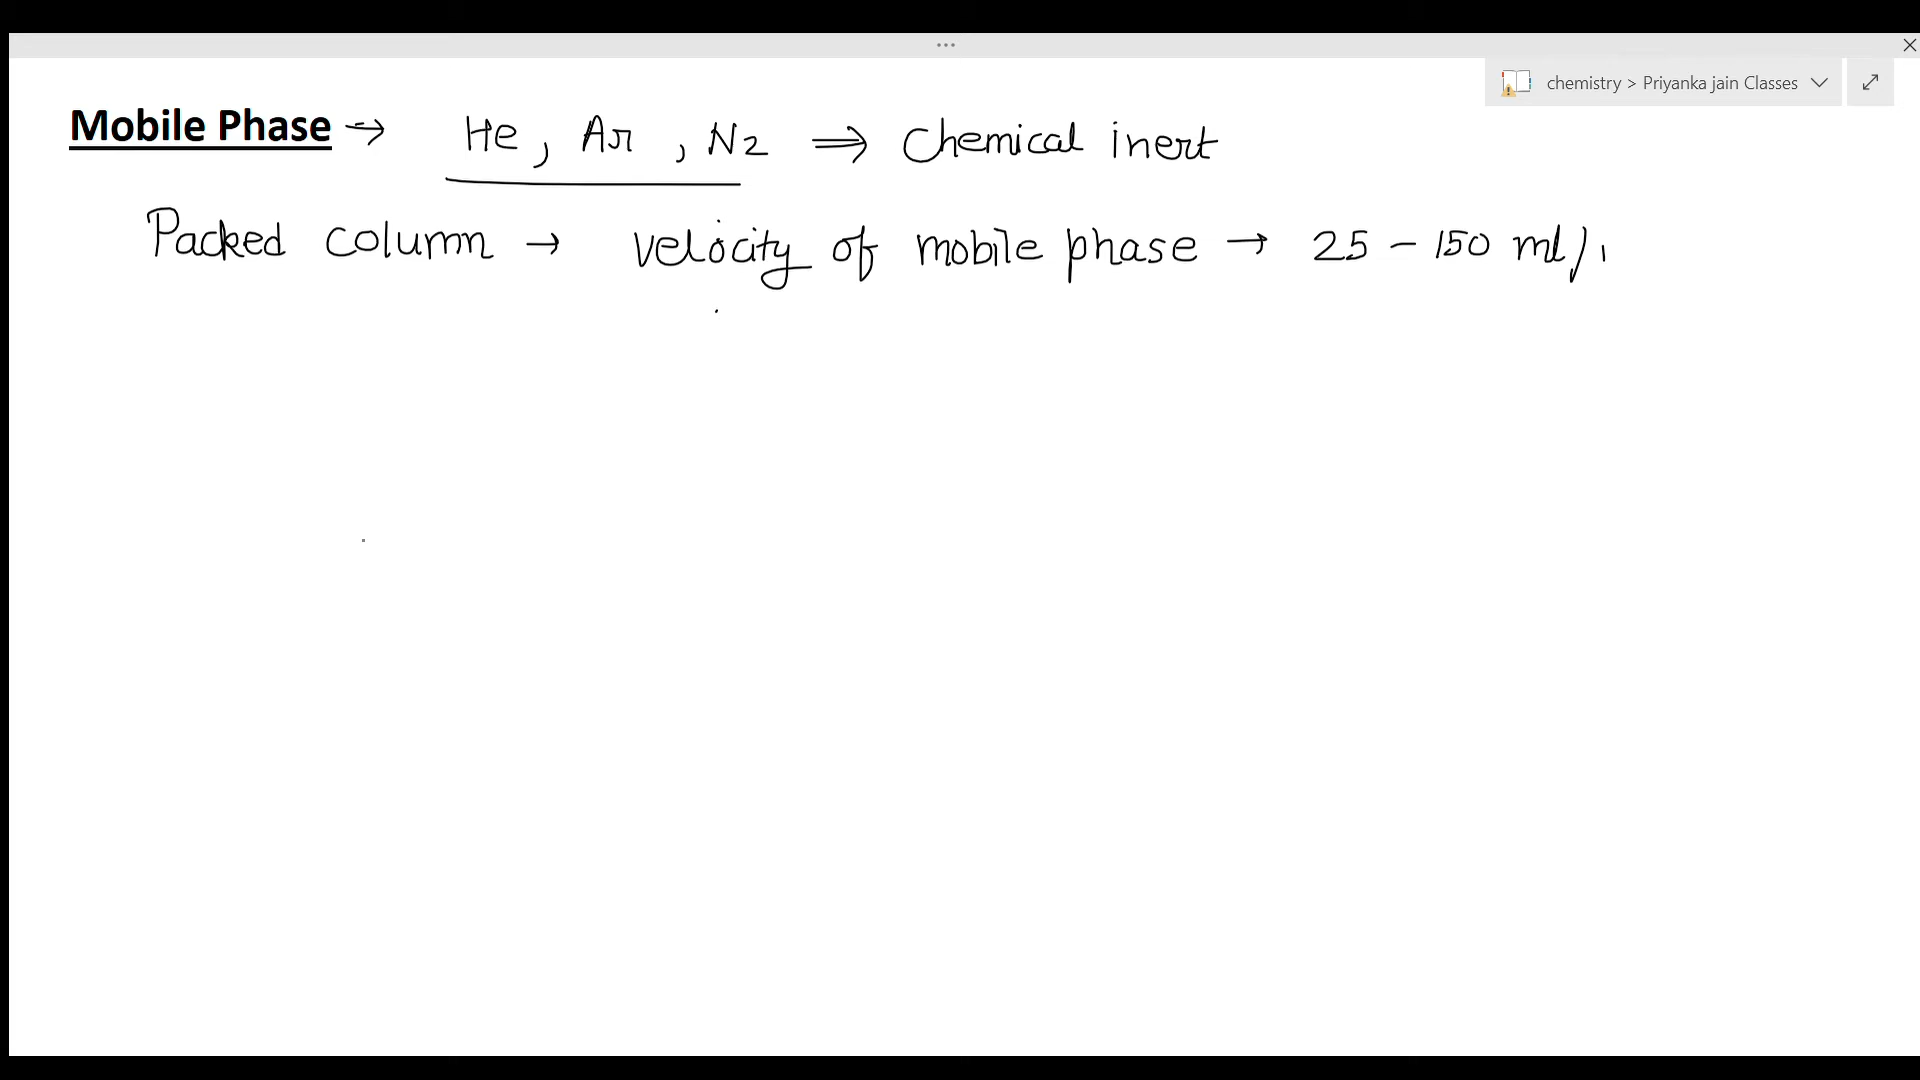 ...
chemistry > Priyanka jain Classes
Mobile Phase → He, Ar, N2 ⇒ Chemical inert
Packed column → velocity of mobile phase → 25 – 150 ml/